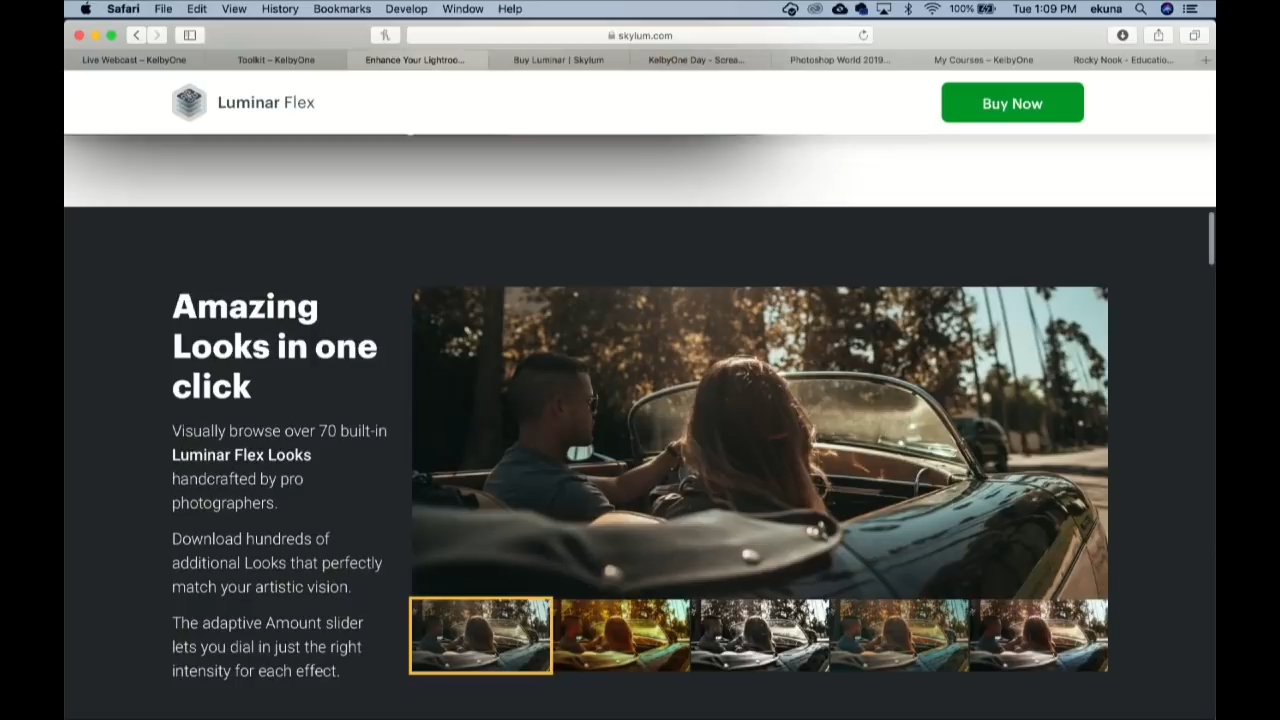 Safari File Edit View History Bookmarks Develop Window Help 100% Tue 1:09 PM ekuna
skylum.com
Live Webcast – KelbyOne Toolkit – KelbyOne Enhance Your Lightroo... Buy Luminar | Skylum KelbyOne Day - Screa... Photoshop World 2019... My Courses – KelbyOne Rocky Nook - Educatio...
Luminar Flex
Buy Now
Amazing
Looks in one
click
Visually browse over 70 built-in
Luminar Flex Looks
handcrafted by pro
photographers.
Download hundreds of
additional Looks that perfectly
match your artistic vision.
The adaptive Amount slider
lets you dial in just the right
intensity for each effect.